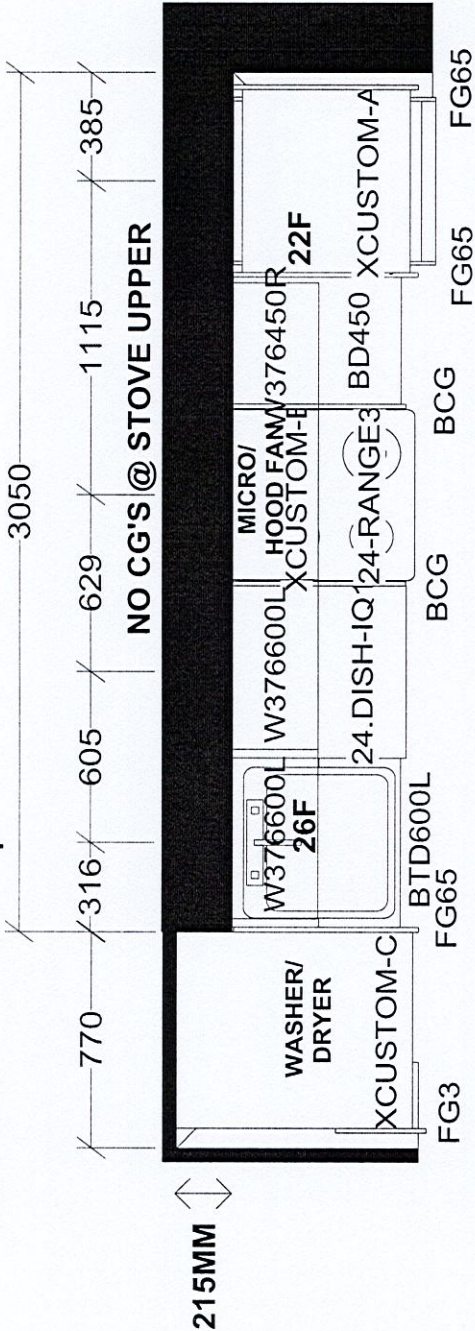 3050
770
316
605
629
1115
385
NO CG'S @ STOVE UPPER
215MM
WASHER/
DRYER
XCUSTOM-C
FG3
W376600L
26F
BTD600L
FG65
W376600L
24.DISH-IQ
MICRO/
HOOD FAN
24-RANGE3
BCG
BCG
W376450R
BD450
22F
XCUSTOM-A
FG65
FG65